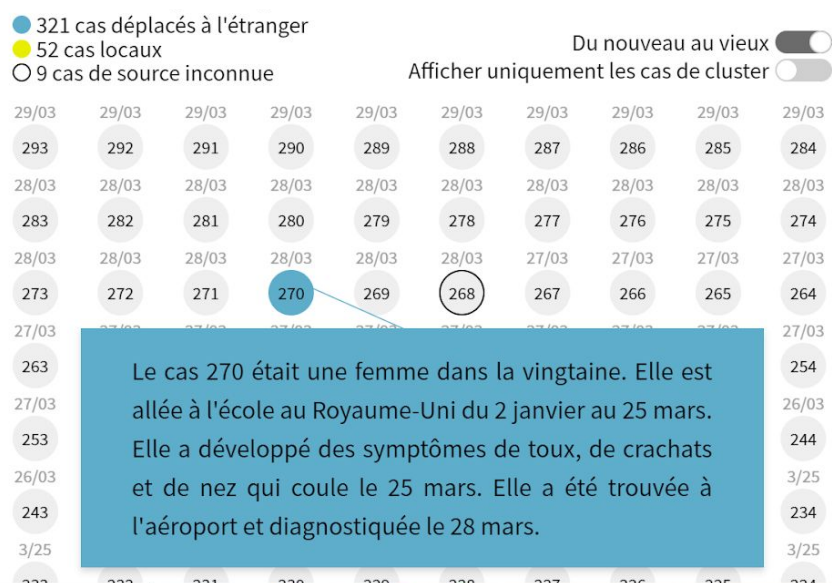 321 cas déplacés à l'étranger
52 cas locaux
9 cas de source inconnue
Du nouveau au vieux
Afficher uniquement les cas de cluster
29/03 29/03 29/03 29/03 29/03 29/03 29/03 29/03 29/03 29/03
293 292 291 290 289 288 287 286 285 284
28/03 28/03 28/03 28/03 28/03 28/03 28/03 28/03 28/03 28/03
283 282 281 280 279 278 277 276 275 274
28/03 28/03 28/03 28/03 28/03 28/03 27/03 27/03 27/03 27/03
273 272 271 270 269 268 267 266 265 264
27/03 27/03
263 254
Le cas 270 était une femme dans la vingtaine. Elle est
allée à l'école au Royaume-Uni du 2 janvier au 25 mars.
Elle a développé des symptômes de toux, de crachats
et de nez qui coule le 25 mars. Elle a été trouvée à
l'aéroport et diagnostiquée le 28 mars.
27/03 26/03
253 244
26/03 3/25
243 234
3/25 3/25